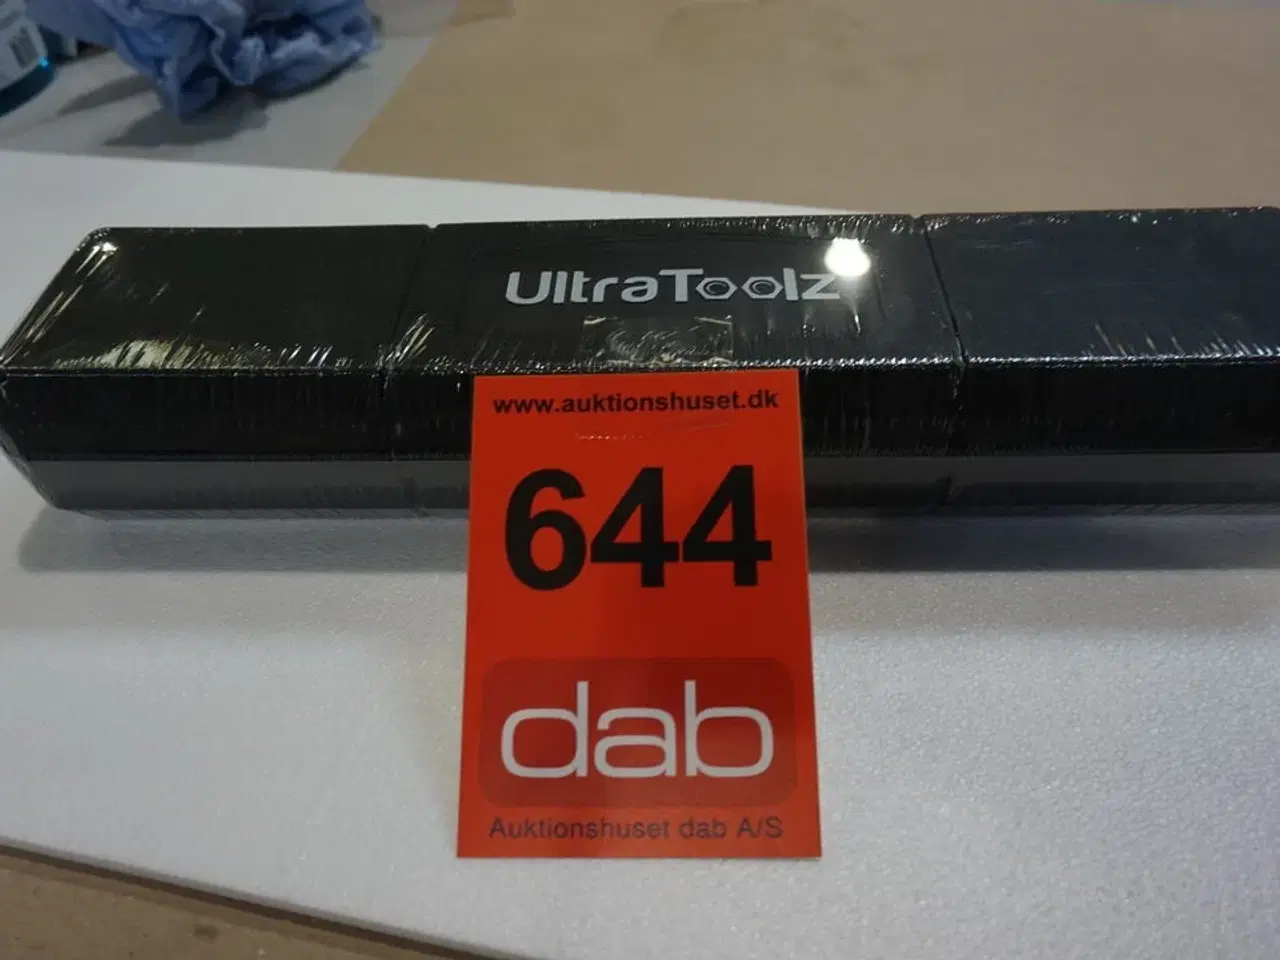 UltraToolz
www.auktionshuset.dk
644
dab
Auktionshuset dab A/S